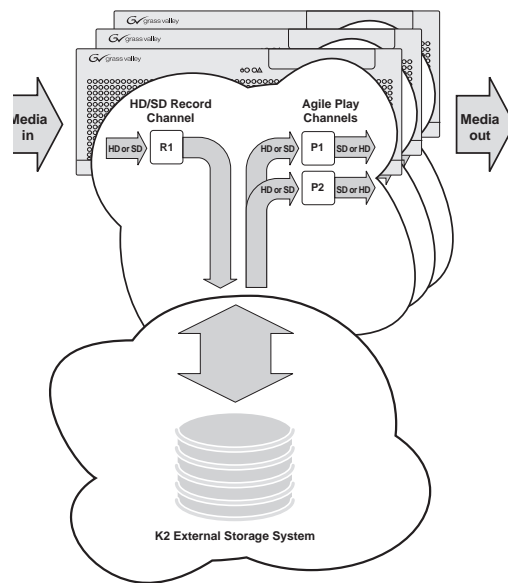 grass valley
grass valley
grass valley
HD/SD Record
Channel
Agile Play
Channels
Media
in
Media
out
HD or SD
R1
HD or SD
P1
SD or HD
HD or SD
P2
SD or HD
K2 External Storage System